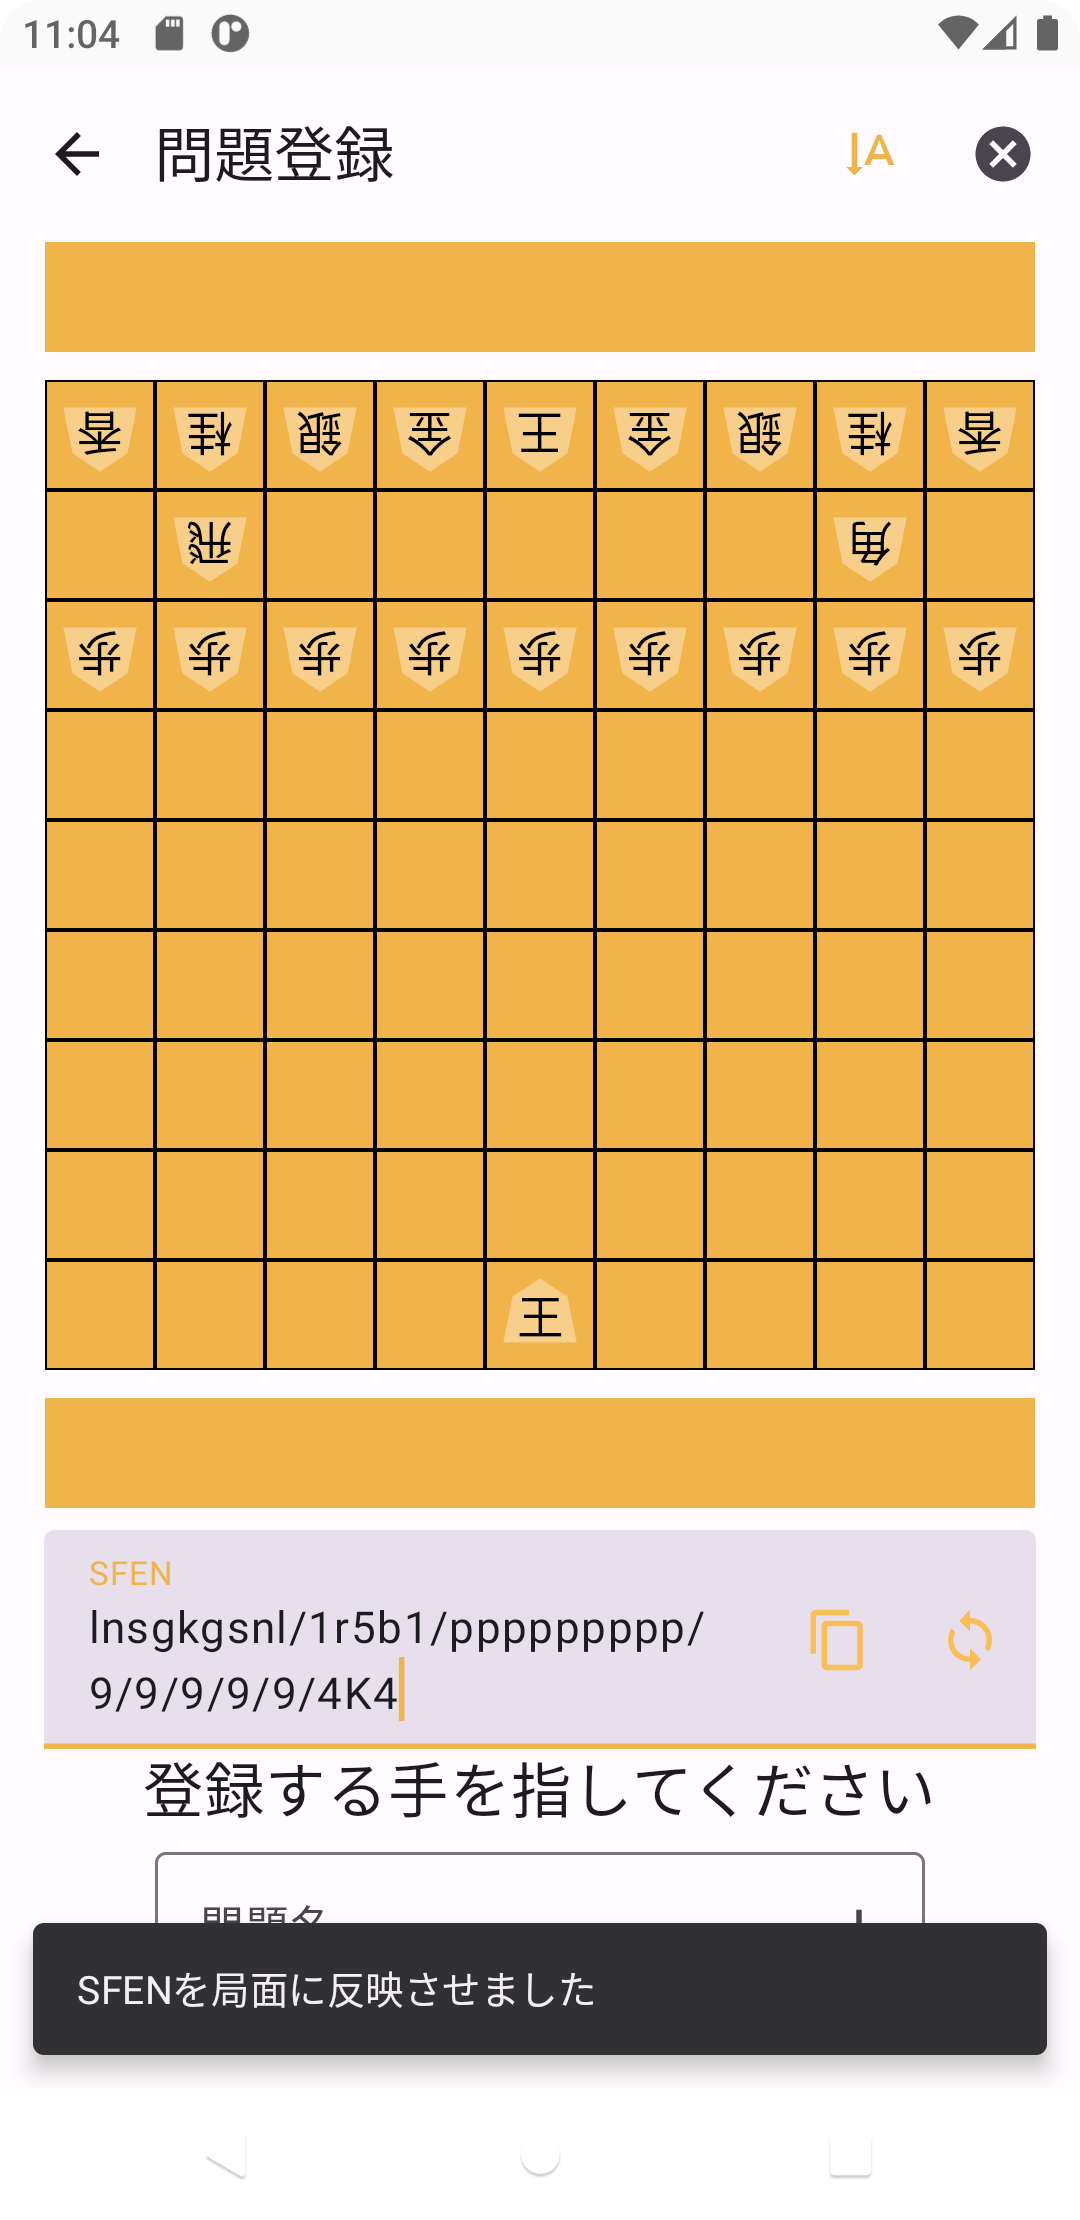 11:04
問題登録
A
香 桂 銀 金 王 金 銀 桂 香
飛 角
歩 歩 歩 歩 歩 歩 歩 歩 歩
王
SFEN
lnsgkgsnl/1r5b1/ppppppppp/
9/9/9/9/9/4K4
登録する手を指してください
問題名
SFENを局面に反映させました